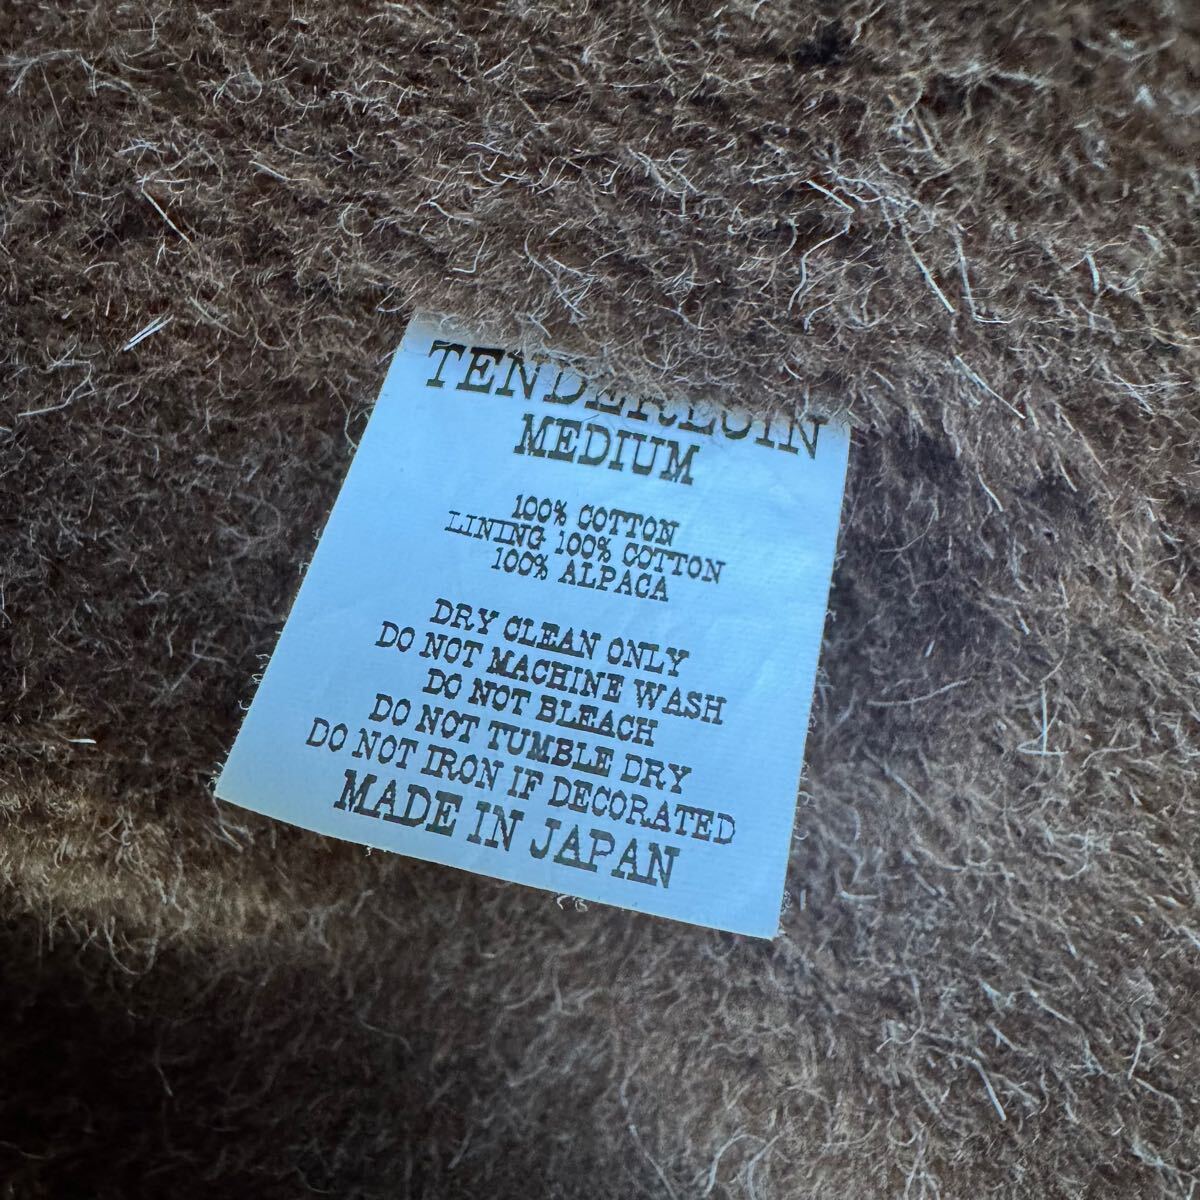 TENDERLOIN
MEDIUM
100% COTTON
LINING 100% COTTON
100% ALPACA
DRY CLEAN ONLY
DO NOT MACHINE WASH
DO NOT BLEACH
DO NOT TUMBLE DRY
DO NOT IRON IF DECORATED
MADE IN JAPAN